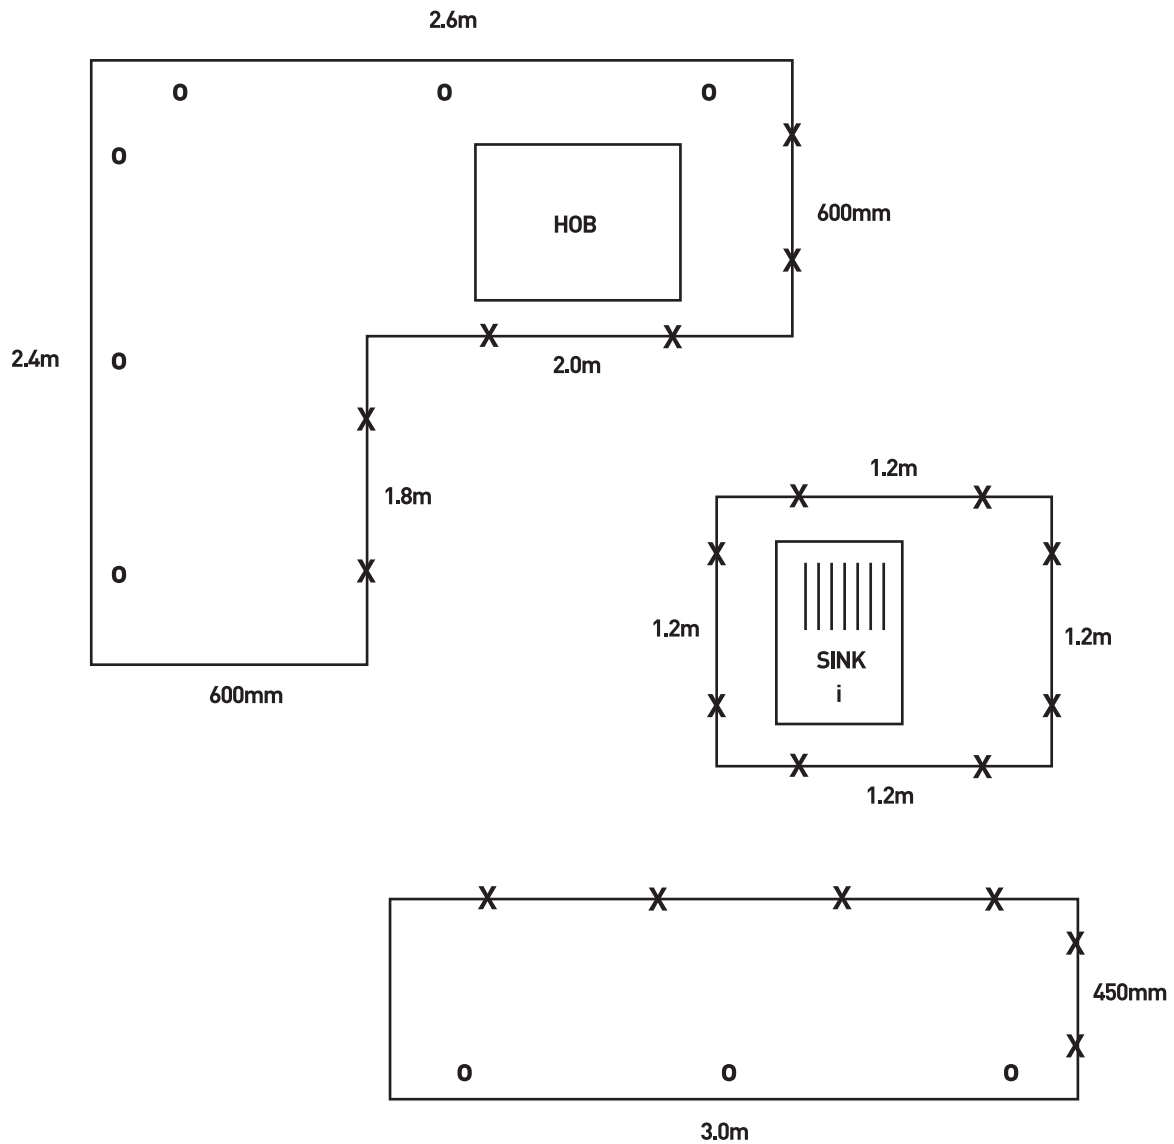 2.6m
O O O
X
O
HOB
600mm
X
X X
2.4m
O
2.0m
X
1.8m
X
O
600mm
1.2m
X X
X X
1.2m
1.2m
SINK
i
X X
X X
1.2m
X X X X
X
450mm
X
O O O
3.0m